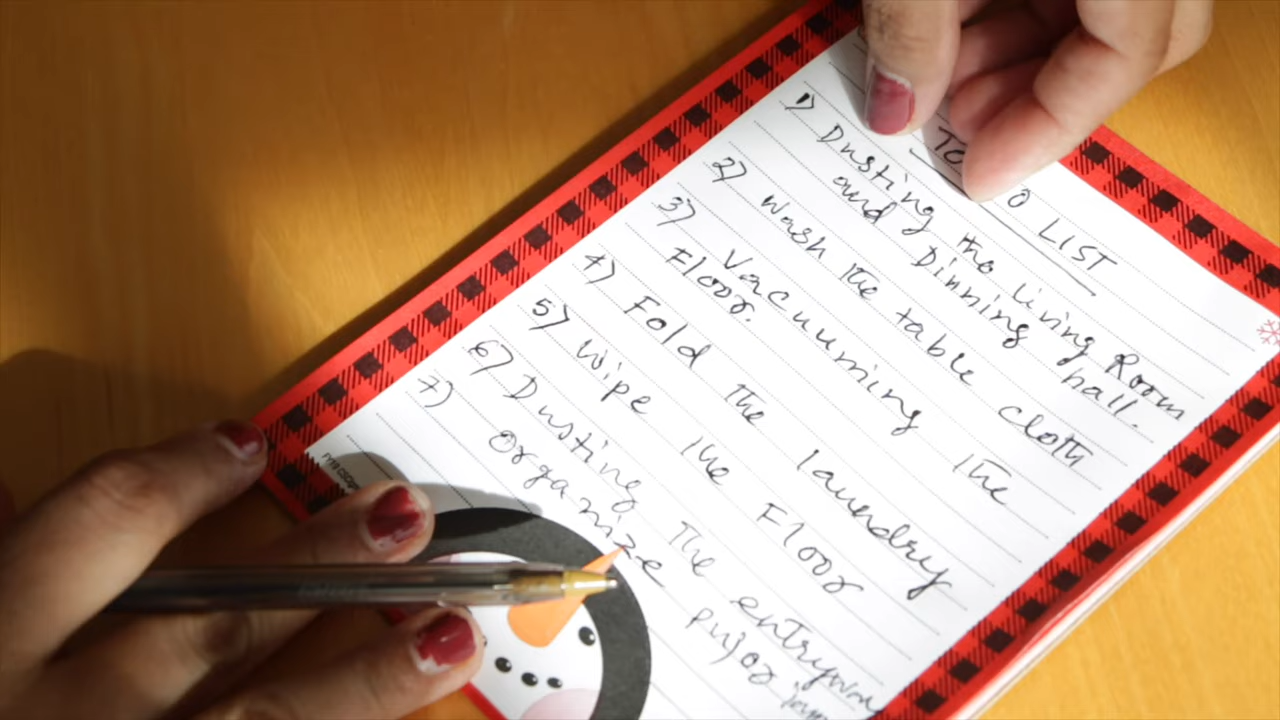 TO O LIST
1) Dusting the living Room
and Dinning hall.
2) wash the table cloth
3) Vacuuming the
Floor.
4) Fold the laundry
5) Wipe the Floor
6) Dusting The entryway
7) Organize